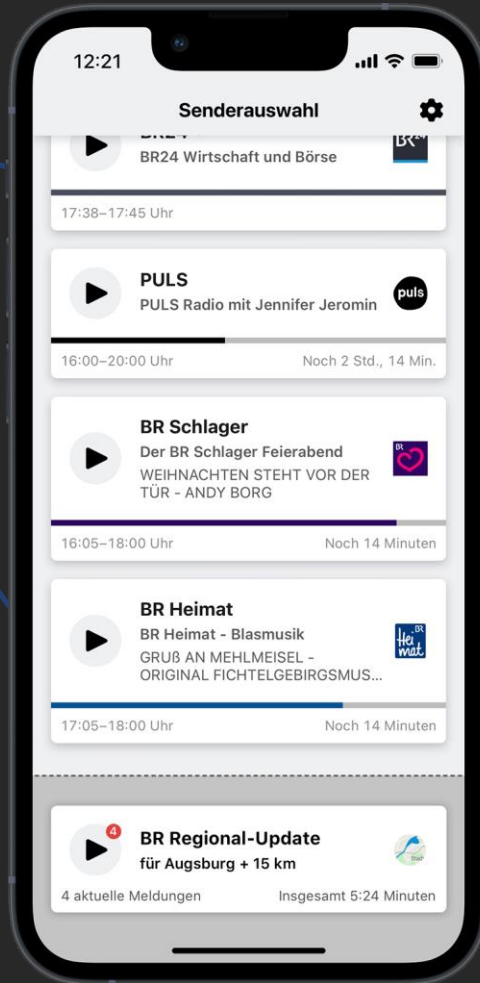 12:21
Senderauswahl
BR24
BR24 Wirtschaft und Börse
17:38–17:45 Uhr
PULS
PULS Radio mit Jennifer Jeromin
puls
16:00–20:00 Uhr
Noch 2 Std., 14 Min.
BR Schlager
Der BR Schlager Feierabend
BR
WEIHNACHTEN STEHT VOR DER
TÜR - ANDY BORG
16:05–18:00 Uhr
Noch 14 Minuten
BR Heimat
BR Heimat - Blasmusik
BR
Hei
mat
GRUß AN MEHLMEISEL -
ORIGINAL FICHTELGEBIRGSMUS...
17:05–18:00 Uhr
Noch 14 Minuten
4
BR Regional-Update
für Augsburg + 15 km
4 aktuelle Meldungen
Insgesamt 5:24 Minuten